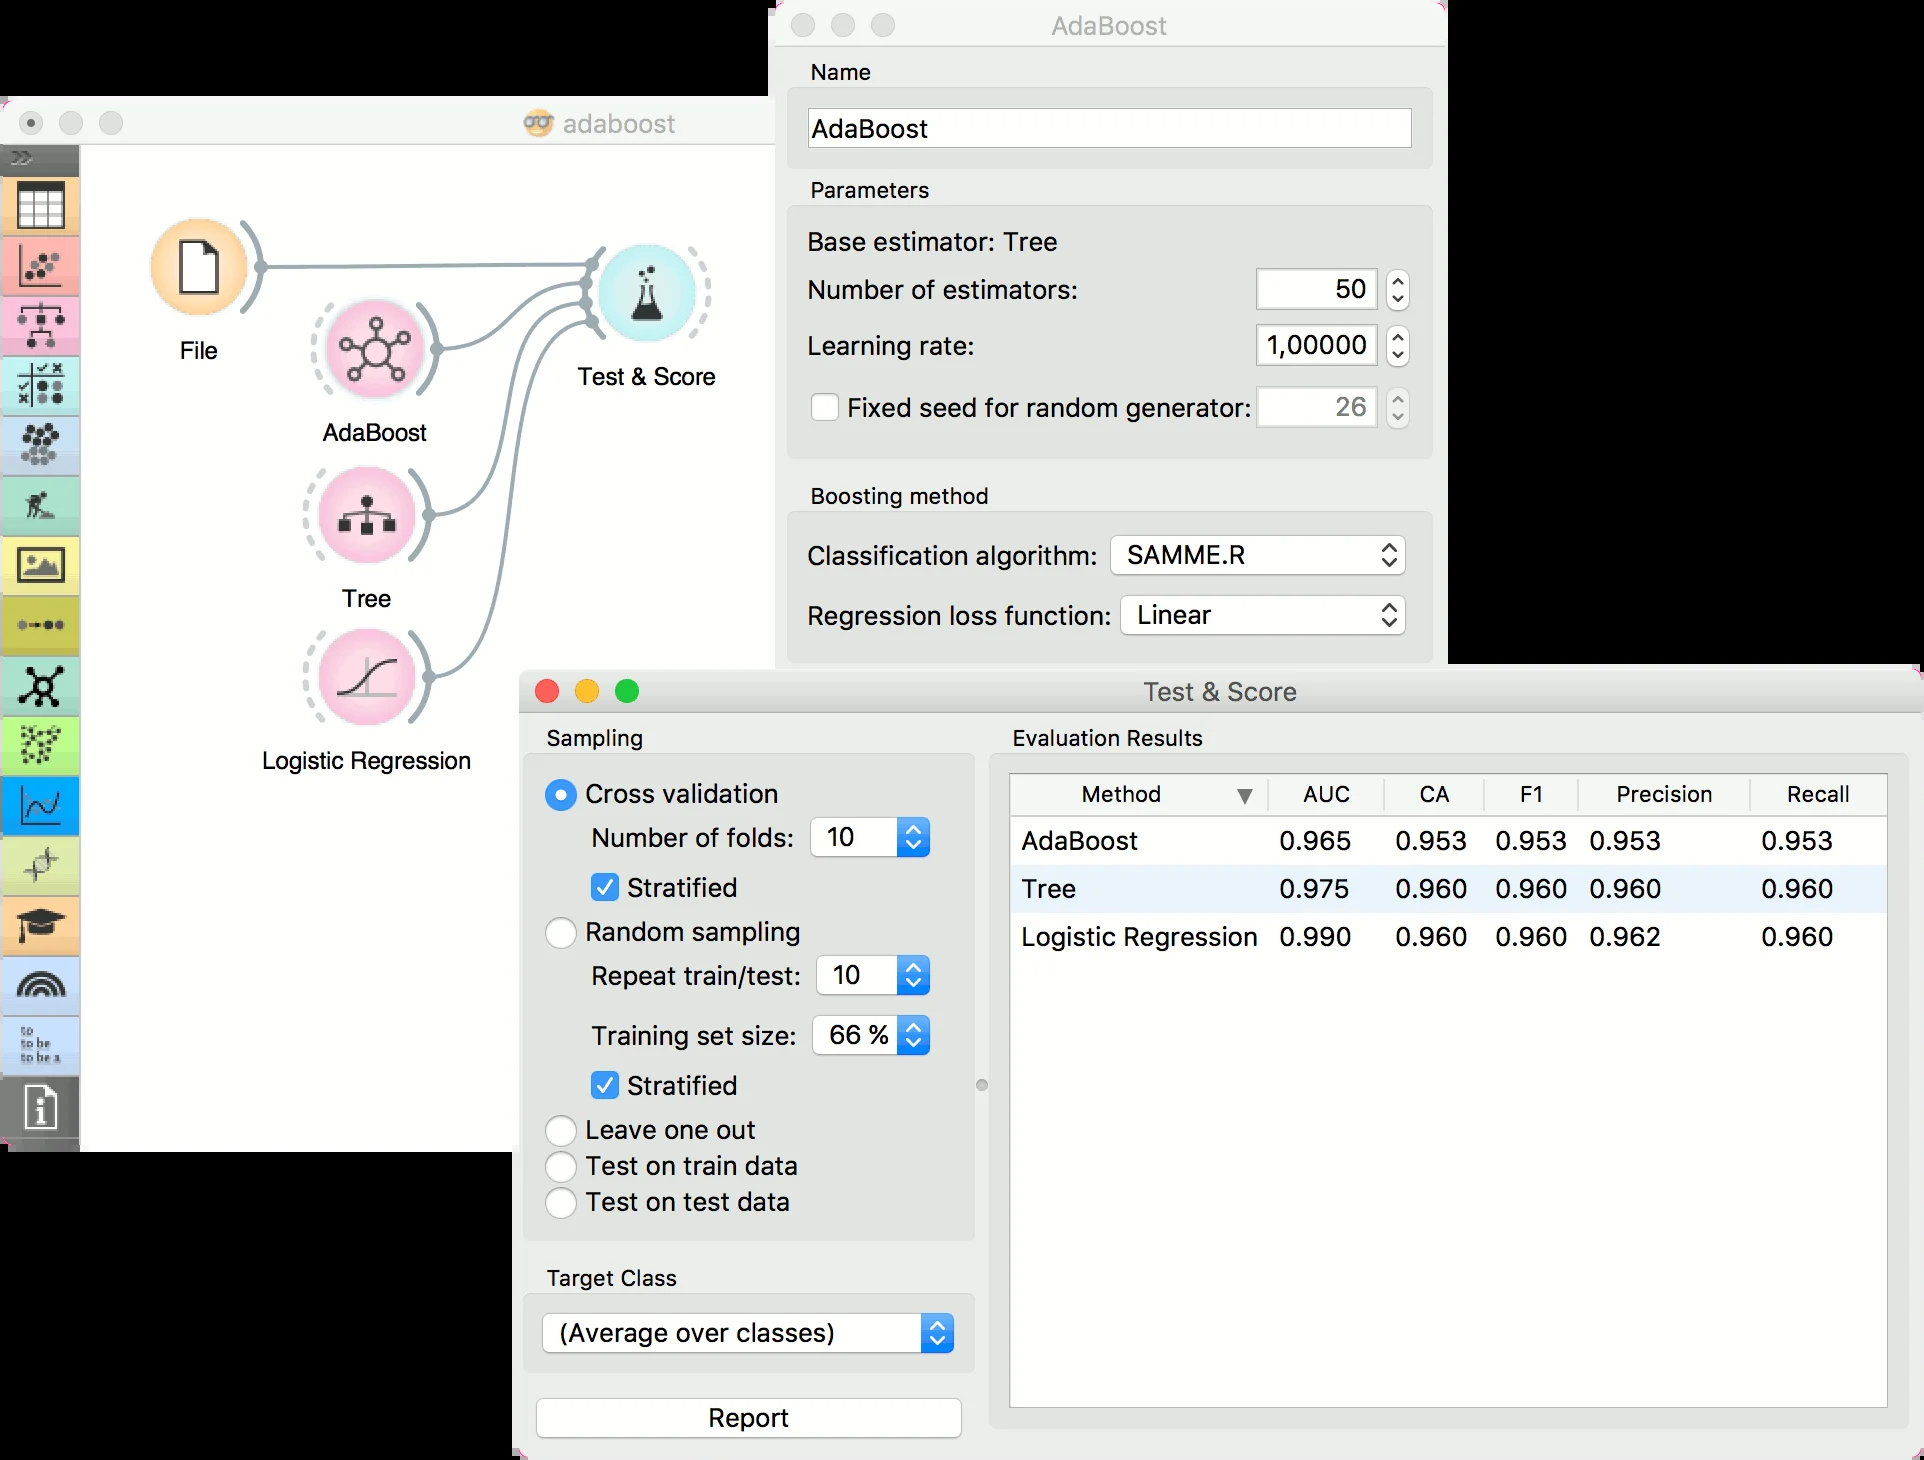 AdaBoost
Name
AdaBoost
Parameters
Base estimator: Tree
Number of estimators: 50
Learning rate: 1,00000
Fixed seed for random generator: 26
Boosting method
Classification algorithm: SAMME.R
Regression loss function: Linear
adaboost
File
Test & Score
AdaBoost
Tree
Logistic Regression
to
to be
to be a
i
Test & Score
Sampling
Cross validation
Number of folds: 10
Stratified
Random sampling
Repeat train/test: 10
Training set size: 66 %
Stratified
Leave one out
Test on train data
Test on test data
Target Class
(Average over classes)
Report
Evaluation Results
Method AUC CA F1 Precision Recall
AdaBoost 0.965 0.953 0.953 0.953 0.953
Tree 0.975 0.960 0.960 0.960 0.960
Logistic Regression 0.990 0.960 0.960 0.962 0.960